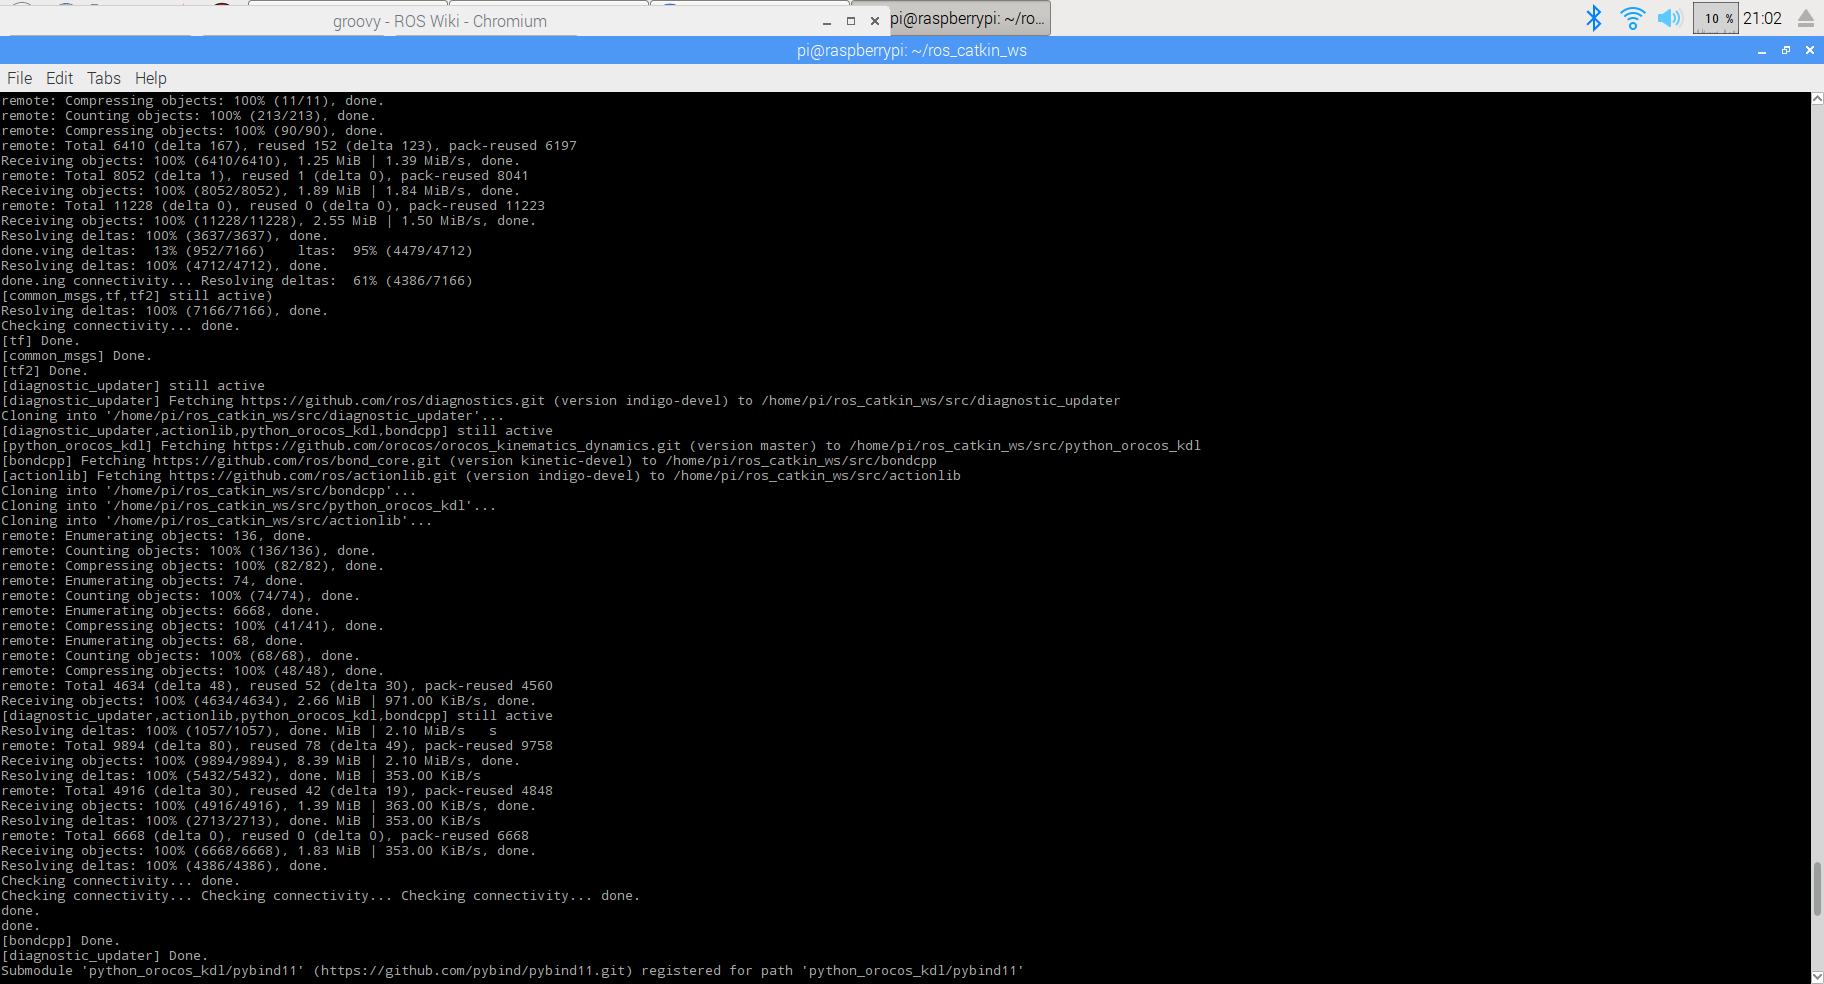 groovy - ROS Wiki - Chromium
pi@raspberrypi: ~/ro...
10 %
21:02
pi@raspberrypi: ~/ros_catkin_ws
File Edit Tabs Help
remote: Compressing objects: 100% (11/11), done.
remote: Counting objects: 100% (213/213), done.
remote: Compressing objects: 100% (90/90), done.
remote: Total 6410 (delta 167), reused 152 (delta 123), pack-reused 6197
Receiving objects: 100% (6410/6410), 1.25 MiB | 1.39 MiB/s, done.
remote: Total 8052 (delta 1), reused 1 (delta 0), pack-reused 8041
Receiving objects: 100% (8052/8052), 1.89 MiB | 1.84 MiB/s, done.
remote: Total 11228 (delta 0), reused 0 (delta 0), pack-reused 11223
Receiving objects: 100% (11228/11228), 2.55 MiB | 1.50 MiB/s, done.
Resolving deltas: 100% (3637/3637), done.
done.ving deltas:  13% (952/7166)    ltas:  95% (4479/4712)
Resolving deltas: 100% (4712/4712), done.
done.ing connectivity... Resolving deltas:  61% (4386/7166)
[common_msgs,tf,tf2] still active)
Resolving deltas: 100% (7166/7166), done.
Checking connectivity... done.
[tf] Done.
[common_msgs] Done.
[tf2] Done.
[diagnostic_updater] still active
[diagnostic_updater] Fetching https://github.com/ros/diagnostics.git (version indigo-devel) to /home/pi/ros_catkin_ws/src/diagnostic_updater
Cloning into '/home/pi/ros_catkin_ws/src/diagnostic_updater'...
[diagnostic_updater,actionlib,python_orocos_kdl,bondcpp] still active
[python_orocos_kdl] Fetching https://github.com/orocos/orocos_kinematics_dynamics.git (version master) to /home/pi/ros_catkin_ws/src/python_orocos_kdl
[bondcpp] Fetching https://github.com/ros/bond_core.git (version kinetic-devel) to /home/pi/ros_catkin_ws/src/bondcpp
[actionlib] Fetching https://github.com/ros/actionlib.git (version indigo-devel) to /home/pi/ros_catkin_ws/src/actionlib
Cloning into '/home/pi/ros_catkin_ws/src/bondcpp'...
Cloning into '/home/pi/ros_catkin_ws/src/python_orocos_kdl'...
Cloning into '/home/pi/ros_catkin_ws/src/actionlib'...
remote: Enumerating objects: 136, done.
remote: Counting objects: 100% (136/136), done.
remote: Compressing objects: 100% (82/82), done.
remote: Enumerating objects: 74, done.
remote: Counting objects: 100% (74/74), done.
remote: Enumerating objects: 6668, done.
remote: Compressing objects: 100% (41/41), done.
remote: Enumerating objects: 68, done.
remote: Counting objects: 100% (68/68), done.
remote: Compressing objects: 100% (48/48), done.
remote: Total 4634 (delta 48), reused 52 (delta 30), pack-reused 4560
Receiving objects: 100% (4634/4634), 2.66 MiB | 971.00 KiB/s, done.
[diagnostic_updater,actionlib,python_orocos_kdl,bondcpp] still active
Resolving deltas: 100% (1057/1057), done. MiB | 2.10 MiB/s   s
remote: Total 9894 (delta 80), reused 78 (delta 49), pack-reused 9758
Receiving objects: 100% (9894/9894), 8.39 MiB | 2.10 MiB/s, done.
Resolving deltas: 100% (5432/5432), done. MiB | 353.00 KiB/s
remote: Total 4916 (delta 30), reused 42 (delta 19), pack-reused 4848
Receiving objects: 100% (4916/4916), 1.39 MiB | 363.00 KiB/s, done.
Resolving deltas: 100% (2713/2713), done. MiB | 353.00 KiB/s
remote: Total 6668 (delta 0), reused 0 (delta 0), pack-reused 6668
Receiving objects: 100% (6668/6668), 1.83 MiB | 353.00 KiB/s, done.
Resolving deltas: 100% (4386/4386), done.
Checking connectivity... done.
Checking connectivity... Checking connectivity... Checking connectivity... done.
done.
done.
[bondcpp] Done.
[diagnostic_updater] Done.
Submodule 'python_orocos_kdl/pybind11' (https://github.com/pybind/pybind11.git) registered for path 'python_orocos_kdl/pybind11'